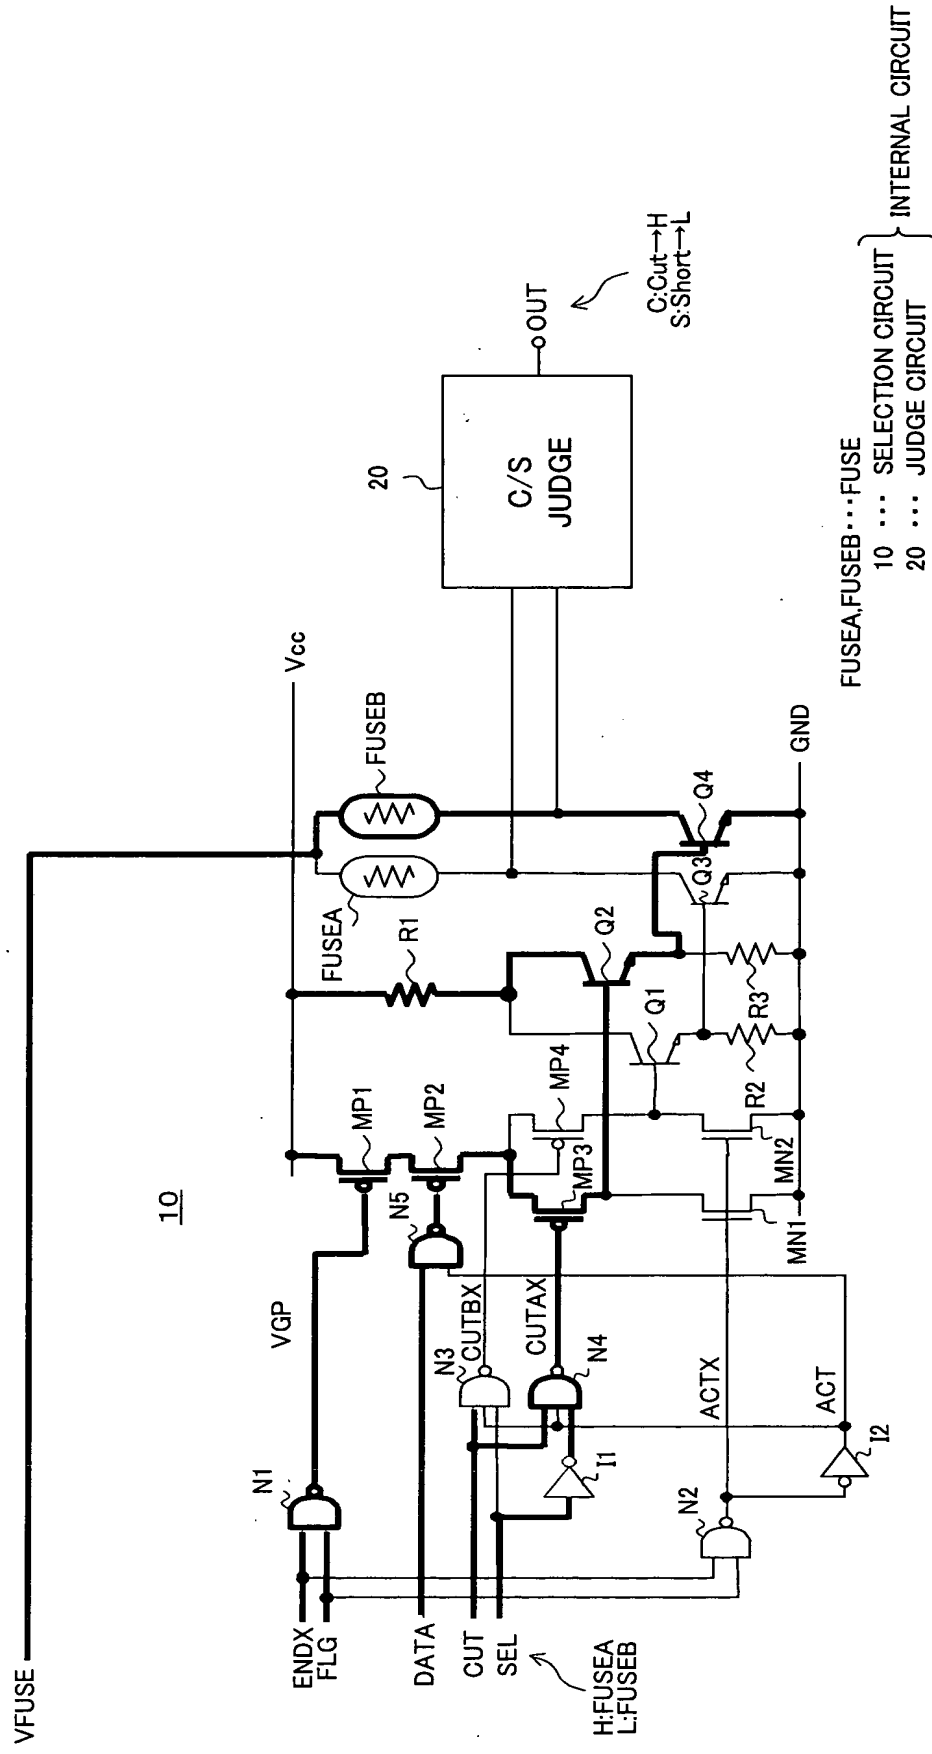 VFUSE
10
ENDX
FLG
N1
VGP
MP1
Vcc
DATA
N5
MP2
R1
FUSEA
FUSEB
CUT
SEL
H:FUSEA
L:FUSEB
N3
CUTBX
CUTAX
N4
I1
MP4
MP3
Q1
Q2
Q3
Q4
20
C/S
JUDGE
OUT
C:Cut→H
S:Short→L
N2
ACTX
ACT
I2
MN1
MN2
R2
R3
GND
FUSEA,FUSEB···FUSE
10 ··· SELECTION CIRCUIT
20 ··· JUDGE CIRCUIT
INTERNAL CIRCUIT